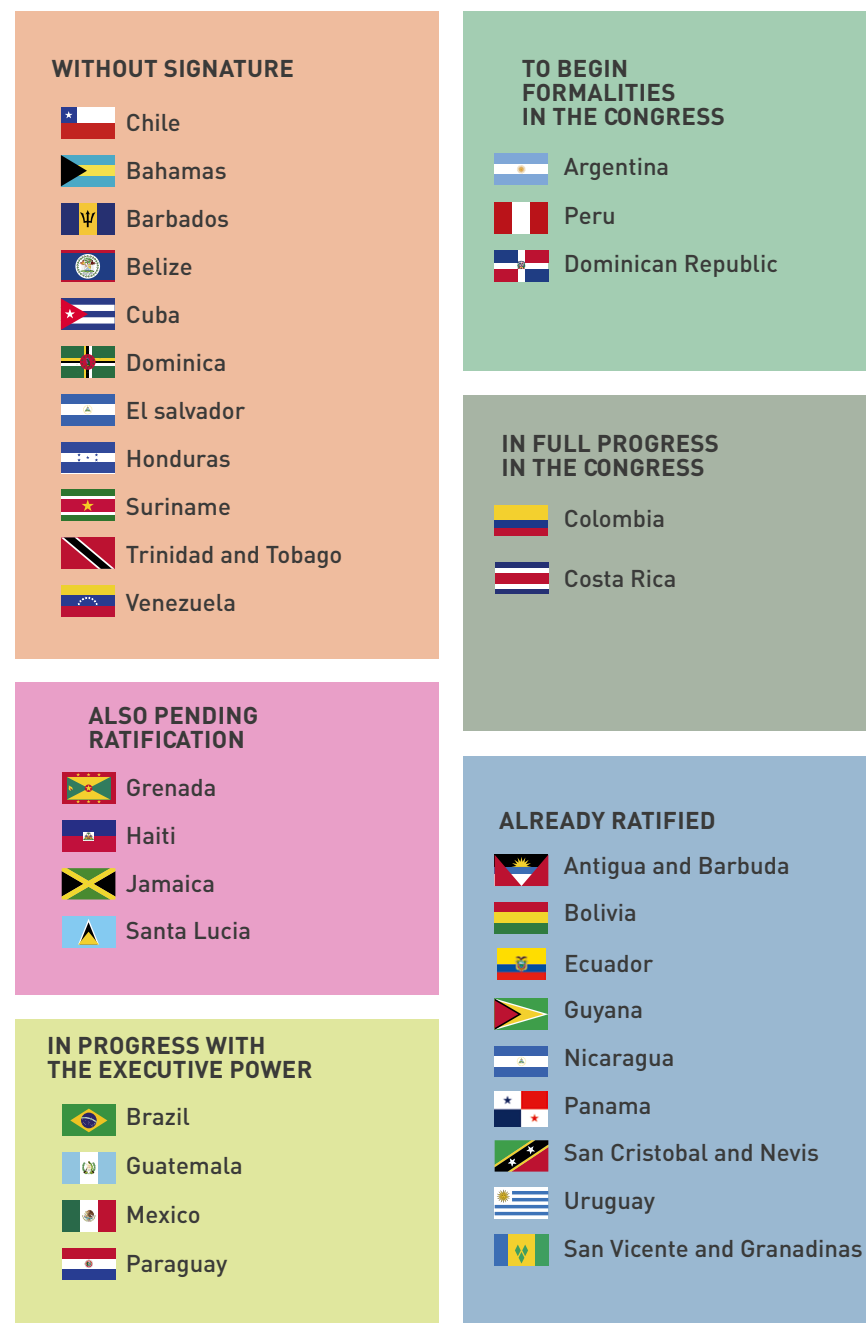 WITHOUT SIGNATURE
Chile
Bahamas
Barbados
Belize
Cuba
Dominica
El salvador
Honduras
Suriname
Trinidad and Tobago
Venezuela
ALSO PENDING
RATIFICATION
Grenada
Haiti
Jamaica
Santa Lucia
IN PROGRESS WITH
THE EXECUTIVE POWER
Brazil
Guatemala
Mexico
Paraguay
TO BEGIN
FORMALITIES
IN THE CONGRESS
Argentina
Peru
Dominican Republic
IN FULL PROGRESS
IN THE CONGRESS
Colombia
Costa Rica
ALREADY RATIFIED
Antigua and Barbuda
Bolivia
Ecuador
Guyana
Nicaragua
Panama
San Cristobal and Nevis
Uruguay
San Vicente and Granadinas